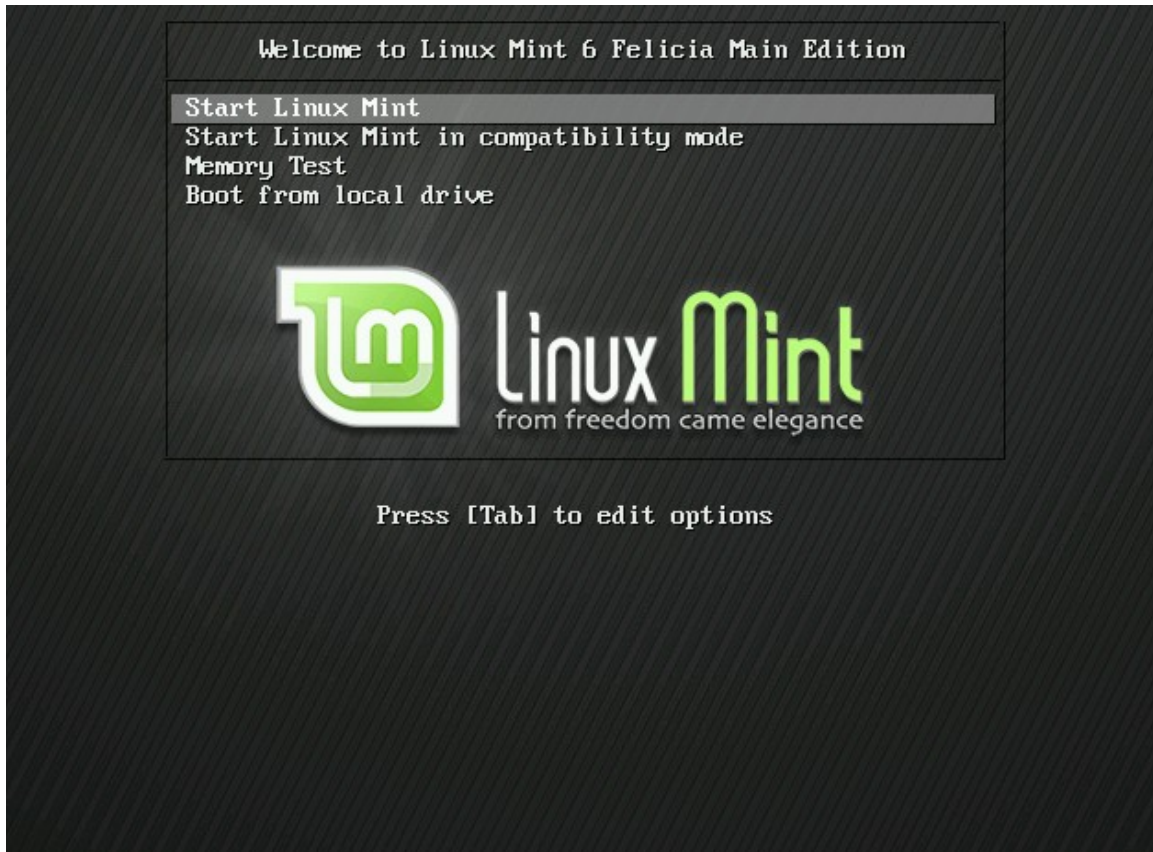 Welcome to Linux Mint 6 Felicia Main Edition
Start Linux Mint
Start Linux Mint in compatibility mode
Memory Test
Boot from local drive
lm Linux Mint
from freedom came elegance
Press [Tab] to edit options